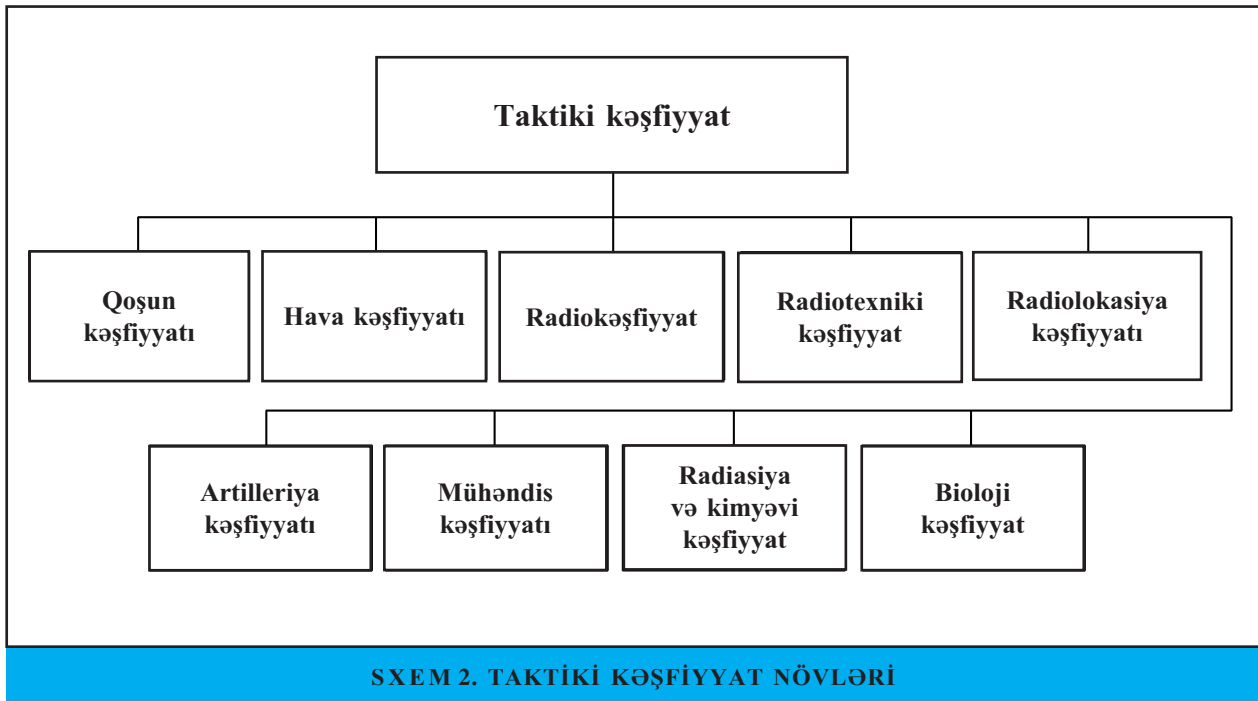 Taktiki kəşfiyyat
Qoşun
kəşfiyyatı
Hava kəşfiyyatı
Radiokəşfiyyat
Radiotexniki
kəşfiyyat
Radiolokasiya
kəşfiyyatı
Artilleriya
kəşfiyyatı
Mühəndis
kəşfiyyatı
Radiasiya
və kimyəvi
kəşfiyyat
Bioloji
kəşfiyyat
SXEM 2. TAKTİKİ KƏŞFİYYAT NÖVLƏRİ